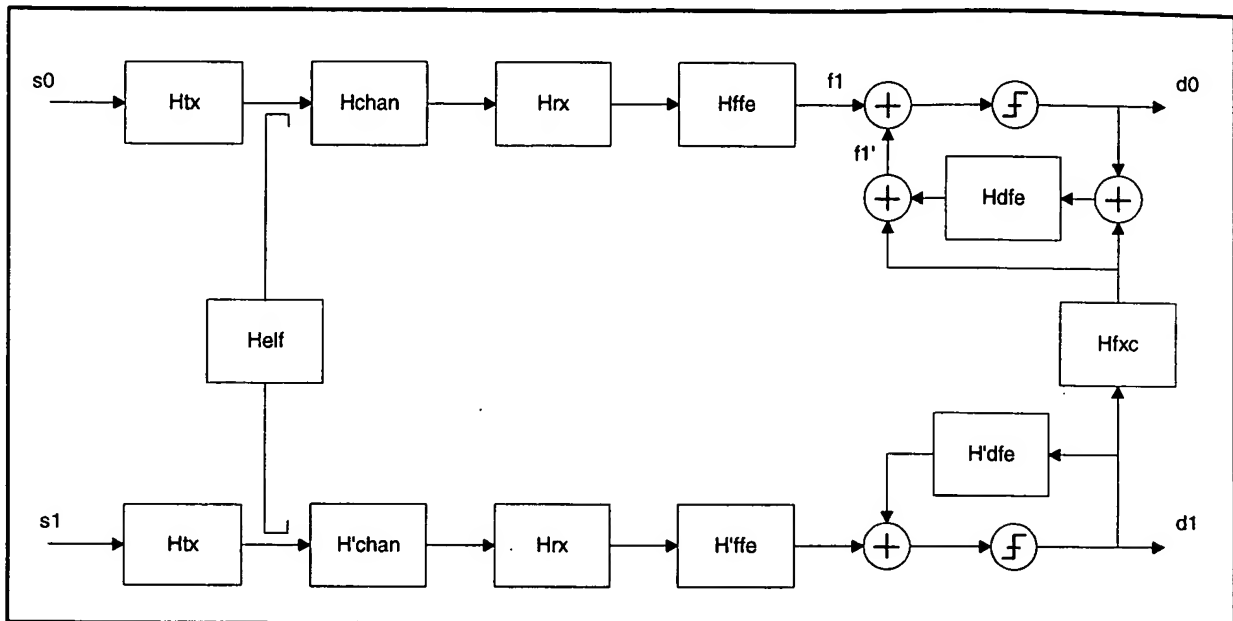 s0
Htx
Hchan
Hrx
Hffe
f1
d0
f1'
Hdfe
Helf
Hfxc
H'dfe
s1
Htx
H'chan
Hrx
H'ffe
d1